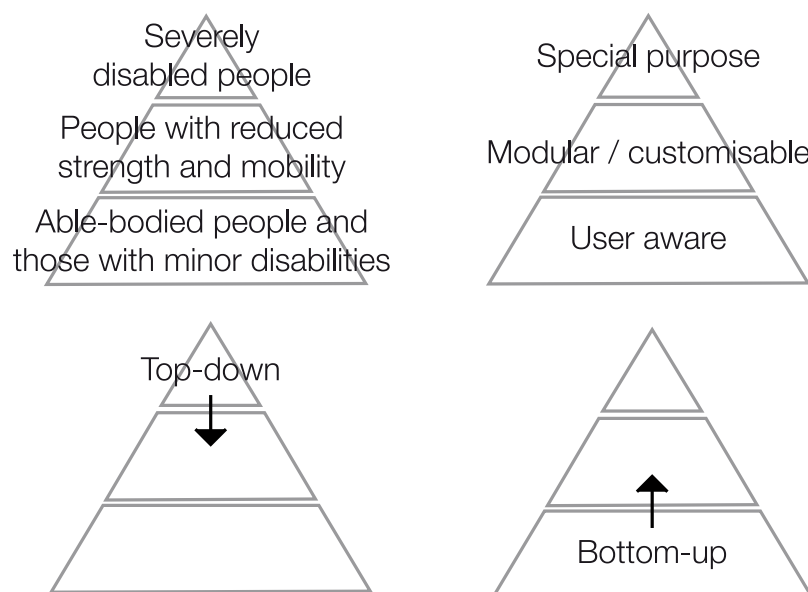 Severely
disabled people
People with reduced
strength and mobility
Able-bodied people and
those with minor disabilities
Special purpose
Modular / customisable
User aware
Top-down
Bottom-up